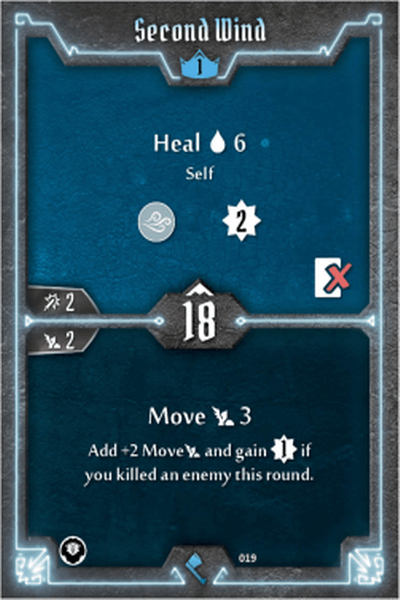 Second Wind
1
Heal 6
Self
2
2
18
2
Move 3
Add +2 Move and gain 1 if
you killed an enemy this round.
019